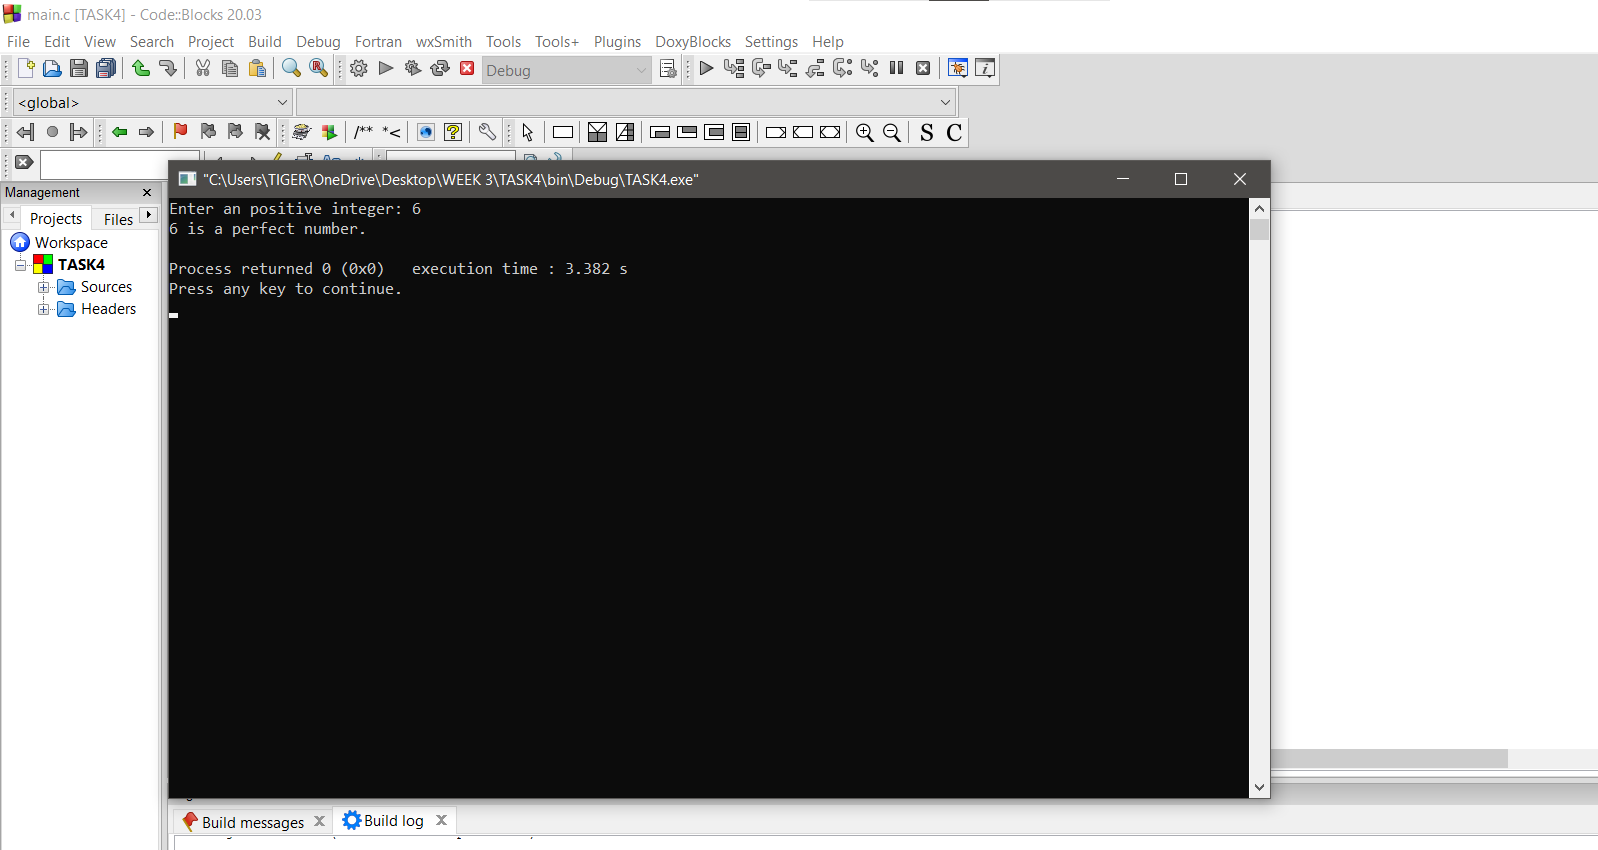 main.c [TASK4] - Code::Blocks 20.03
File Edit View Search Project Build Debug Fortran wxSmith Tools Tools+ Plugins DoxyBlocks Settings Help
Debug
<global>
/** *< S C
Management
Projects Files
Workspace
TASK4
Sources
Headers
"C:\Users\TIGER\OneDrive\Desktop\WEEK 3\TASK4\bin\Debug\TASK4.exe"
Enter an positive integer: 6
6 is a perfect number.
Process returned 0 (0x0)   execution time : 3.382 s
Press any key to continue.
Build messages Build log